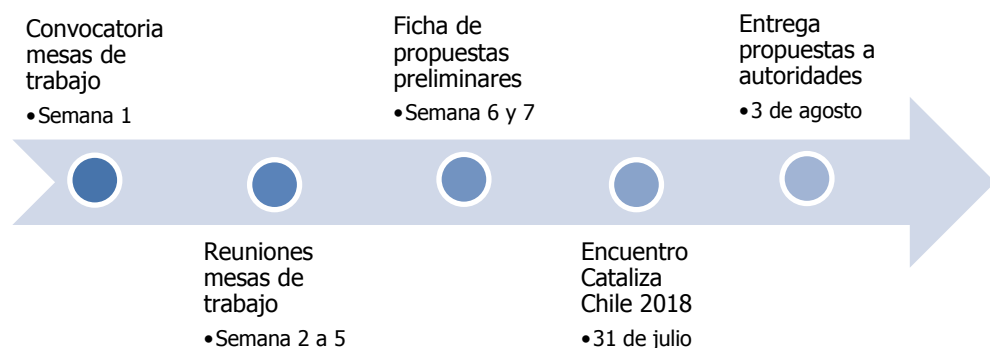 Convocatoria
mesas de
trabajo
•Semana 1
Reuniones
mesas de
trabajo
•Semana 2 a 5
Ficha de
propuestas
preliminares
•Semana 6 y 7
Encuentro
Cataliza
Chile 2018
•31 de julio
Entrega
propuestas a
autoridades
•3 de agosto